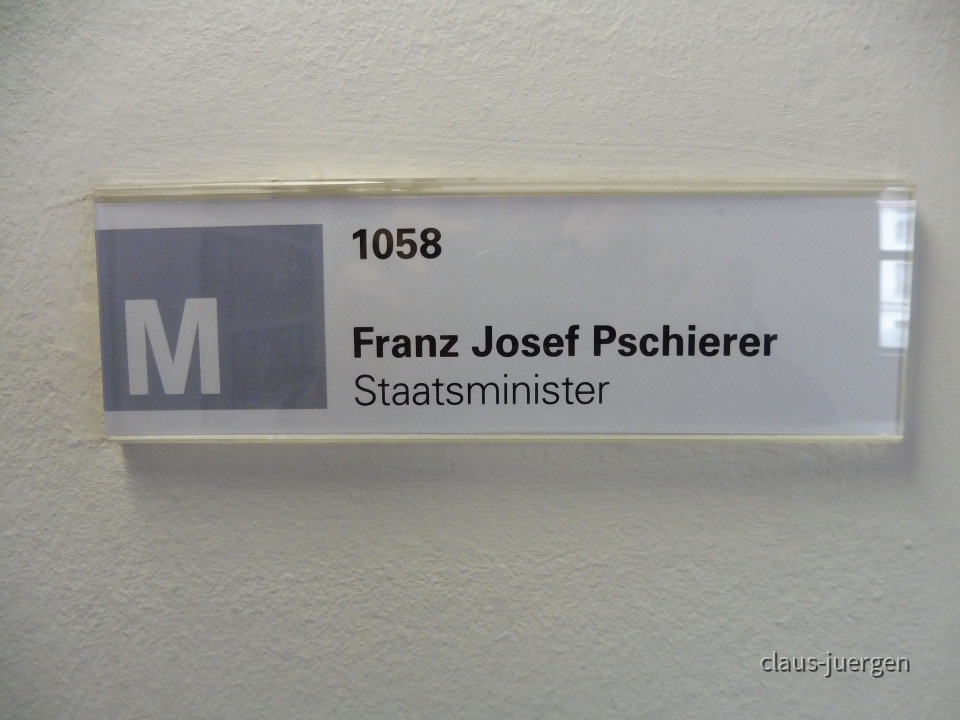 1058
M
Franz Josef Pschierer
Staatsminister
claus-juergen